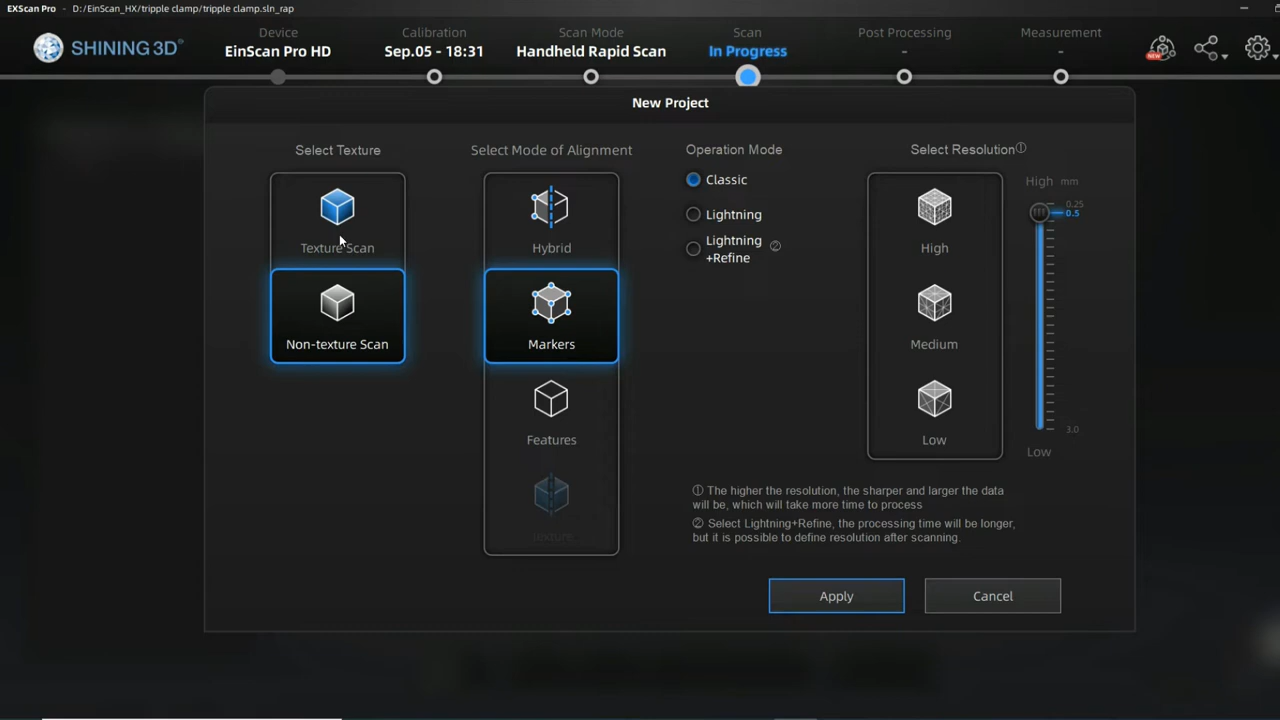 EXScan Pro - D:/EinScan_HX/tripple clamp/tripple clamp.sln_rap
SHINING 3D®
Device
EinScan Pro HD
Calibration
Sep.05 - 18:31
Scan Mode
Handheld Rapid Scan
Scan
In Progress
Post Processing
-
Measurement
-
NEW
New Project
Select Texture
Texture Scan
Non-texture Scan
Select Mode of Alignment
Hybrid
Markers
Features
Texture
Operation Mode
Classic
Lightning
Lightning
+Refine ②
Select Resolution①
High
Medium
Low
High mm
0.25
0.5
3.0
Low
① The higher the resolution, the sharper and larger the data
will be, which will take more time to process
② Select Lightning+Refine, the processing time will be longer,
but it is possible to define resolution after scanning.
Apply
Cancel